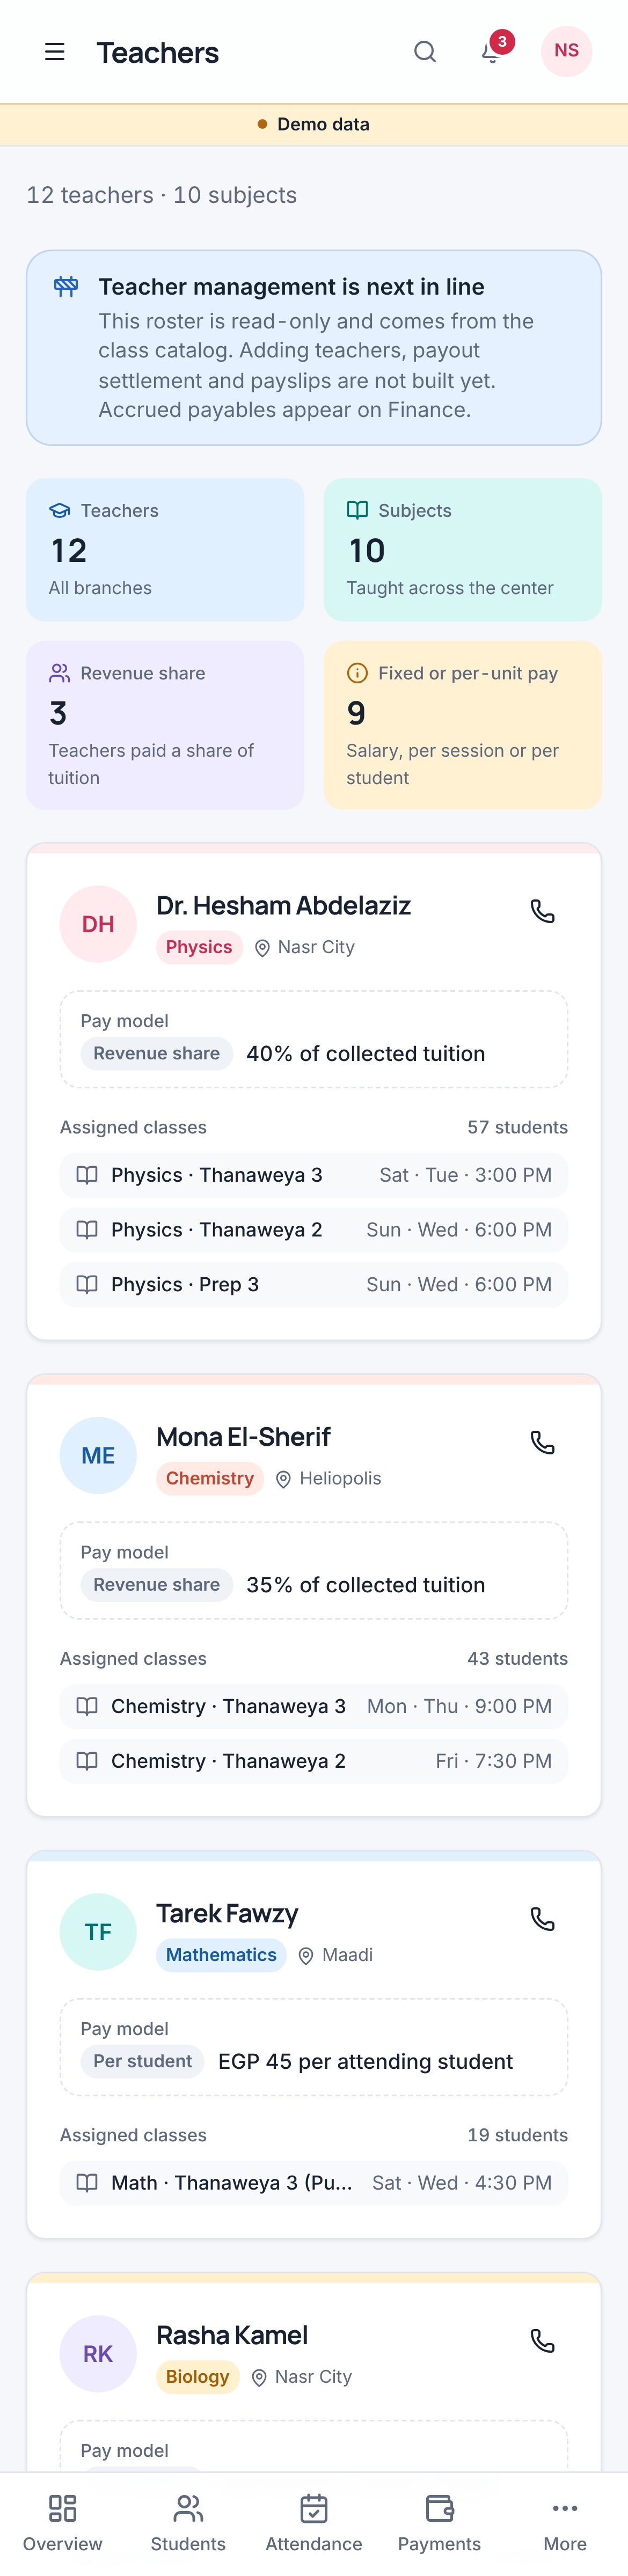 Teachers
3
NS
Demo data
12 teachers · 10 subjects
Teacher management is next in line
This roster is read-only and comes from the
class catalog. Adding teachers, payout
settlement and payslips are not built yet.
Accrued payables appear on Finance.
Teachers
12
All branches
Subjects
10
Taught across the center
Revenue share
3
Teachers paid a share of
tuition
Fixed or per-unit pay
9
Salary, per session or per
student
DH
Dr. Hesham Abdelaziz
Physics
Nasr City
Pay model
Revenue share 40% of collected tuition
Assigned classes 57 students
Physics · Thanaweya 3 Sat · Tue · 3:00 PM
Physics · Thanaweya 2 Sun · Wed · 6:00 PM
Physics · Prep 3 Sun · Wed · 6:00 PM
ME
Mona El-Sherif
Chemistry
Heliopolis
Pay model
Revenue share 35% of collected tuition
Assigned classes 43 students
Chemistry · Thanaweya 3 Mon · Thu · 9:00 PM
Chemistry · Thanaweya 2 Fri · 7:30 PM
TF
Tarek Fawzy
Mathematics
Maadi
Pay model
Per student EGP 45 per attending student
Assigned classes 19 students
Math · Thanaweya 3 (Pu... Sat · Wed · 4:30 PM
RK
Rasha Kamel
Biology
Nasr City
Pay model
Overview Students Attendance Payments More